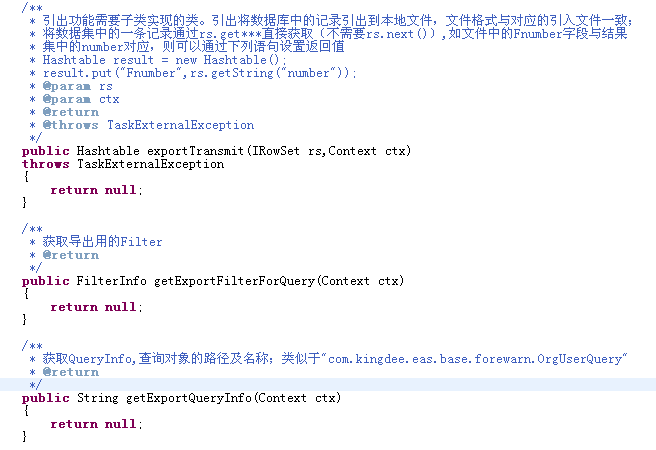 /**
* 引出功能需要子类实现的类。引出将数据库中的记录引出到本地文件，文件格式与对应的引入文件一致;
* 将数据集中的一条记录通过rs.get***直接获取（不需要rs.next()）,如文件中的Fnumber字段与结果
* 集中的number对应，则可以通过下列语句设置返回值
* Hashtable result = new Hashtable();
* result.put("Fnumber",rs.getString("number"));
* @param rs
* @param ctx
* @return
* @throws TaskExternalException
*/
public Hashtable exportTransmit(IRowSet rs,Context ctx)
throws TaskExternalException
{
return null;
}
/**
* 获取导出用的Filter
* @return
*/
public FilterInfo getExportFilterForQuery(Context ctx)
{
return null;
}
/**
* 获取QueryInfo,查询对象的路径及名称；类似于"com.kingdee.eas.base.forewarn.OrgUserQuery"
* @return
*/
public String getExportQueryInfo(Context ctx)
{
return null;
}